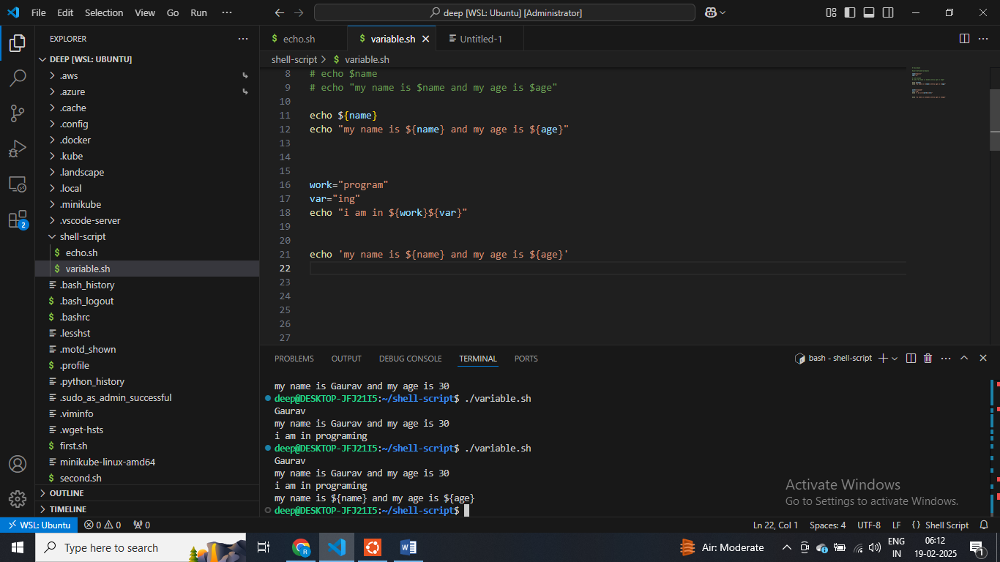 File Edit Selection View Go Run ··· deep [WSL: Ubuntu] [Administrator]
EXPLORER ···
DEEP [WSL: UBUNTU]
.aws
.azure
.cache
.config
.docker
.kube
.landscape
.local
.minikube
.vscode-server
shell-script
$ echo.sh
$ variable.sh
.bash_history
$ .bash_logout
$ .bashrc
.lesshst
.motd_shown
$ .profile
.python_history
.sudo_as_admin_successful
.viminfo
.wget-hsts
$ first.sh
minikube-linux-amd64
$ second.sh
OUTLINE
TIMELINE
2
$ echo.sh $ variable.sh Untitled-1 ···
shell-script > $ variable.sh
8 # echo $name
9 # echo "my name is $name and my age is $age"
10
11 echo ${name}
12 echo "my name is ${name} and my age is ${age}"
13
14
15
16 work="program"
17 var="ing"
18 echo "i am in ${work}${var}"
19
20
21 echo 'my name is ${name} and my age is ${age}'
22
23
24
25
26
27
PROBLEMS OUTPUT DEBUG CONSOLE TERMINAL PORTS bash - shell-script ···
my name is Gaurav and my age is 30
deep@DESKTOP-JFJ21I5:~/shell-script$ ./variable.sh
Gaurav
my name is Gaurav and my age is 30
i am in programing
deep@DESKTOP-JFJ21I5:~/shell-script$ ./variable.sh
Gaurav
my name is Gaurav and my age is 30
i am in programing
my name is ${name} and my age is ${age}
deep@DESKTOP-JFJ21I5:~/shell-script$
Activate Windows
Go to Settings to activate Windows.
WSL: Ubuntu 0 0 0 Ln 22, Col 1 Spaces: 4 UTF-8 LF {} Shell Script
Type here to search Air: Moderate ENG IN 06:12 19-02-2025 1